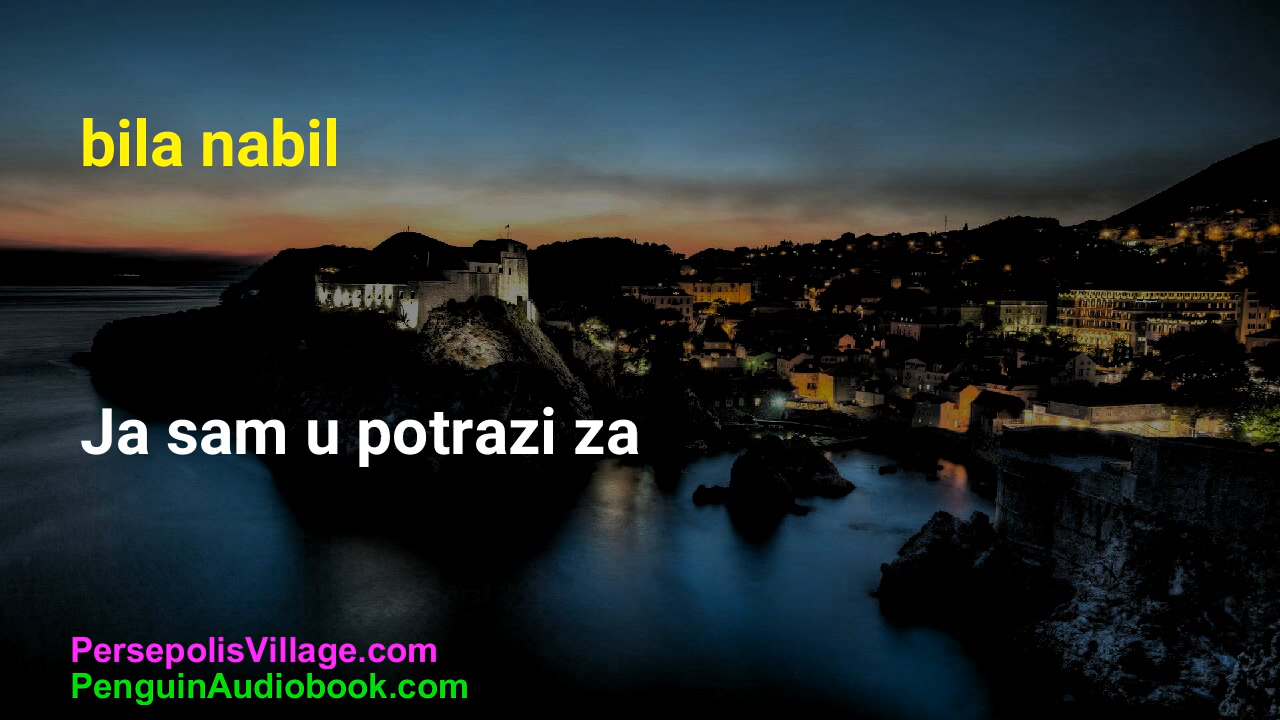 bila nabil
Ja sam u potrazi za
PersepolisVillage.com
PenguinAudiobook.com